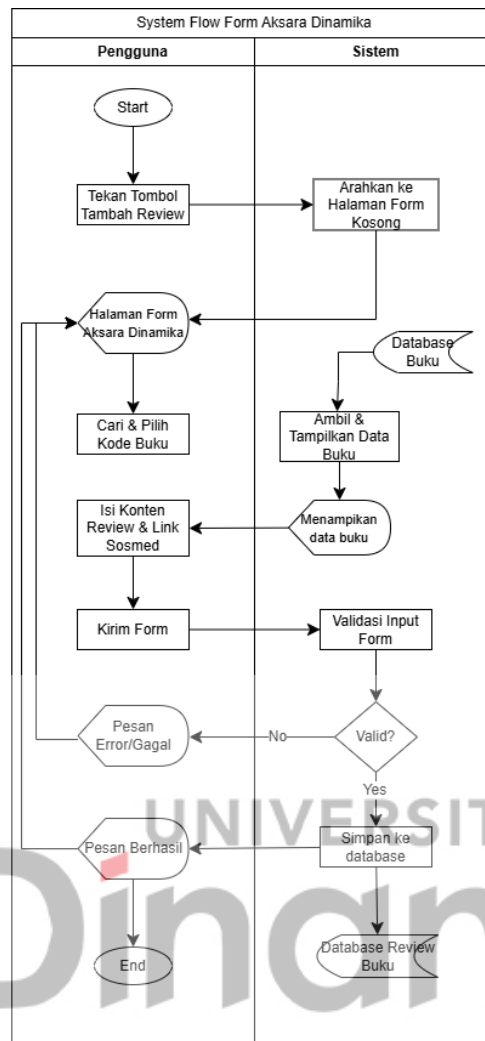 System Flow Form Aksara Dinamika
Pengguna
Sistem
Start
Tekan Tombol
Tambah Review
Arahkan ke
Halaman Form
Kosong
Halaman Form
Aksara Dinamika
Database
Buku
Cari & Pilih
Kode Buku
Ambil &
Tampilkan Data
Buku
Isi Konten
Review & Link
Sosmed
Menampikan
data buku
Kirim Form
Validasi Input
Form
Pesan
Error/Gagal
No
Valid?
Yes
UNIVERSIT
Pesan Berhasil
Simpan ke
database
Dinam
End
Database Review
Buku